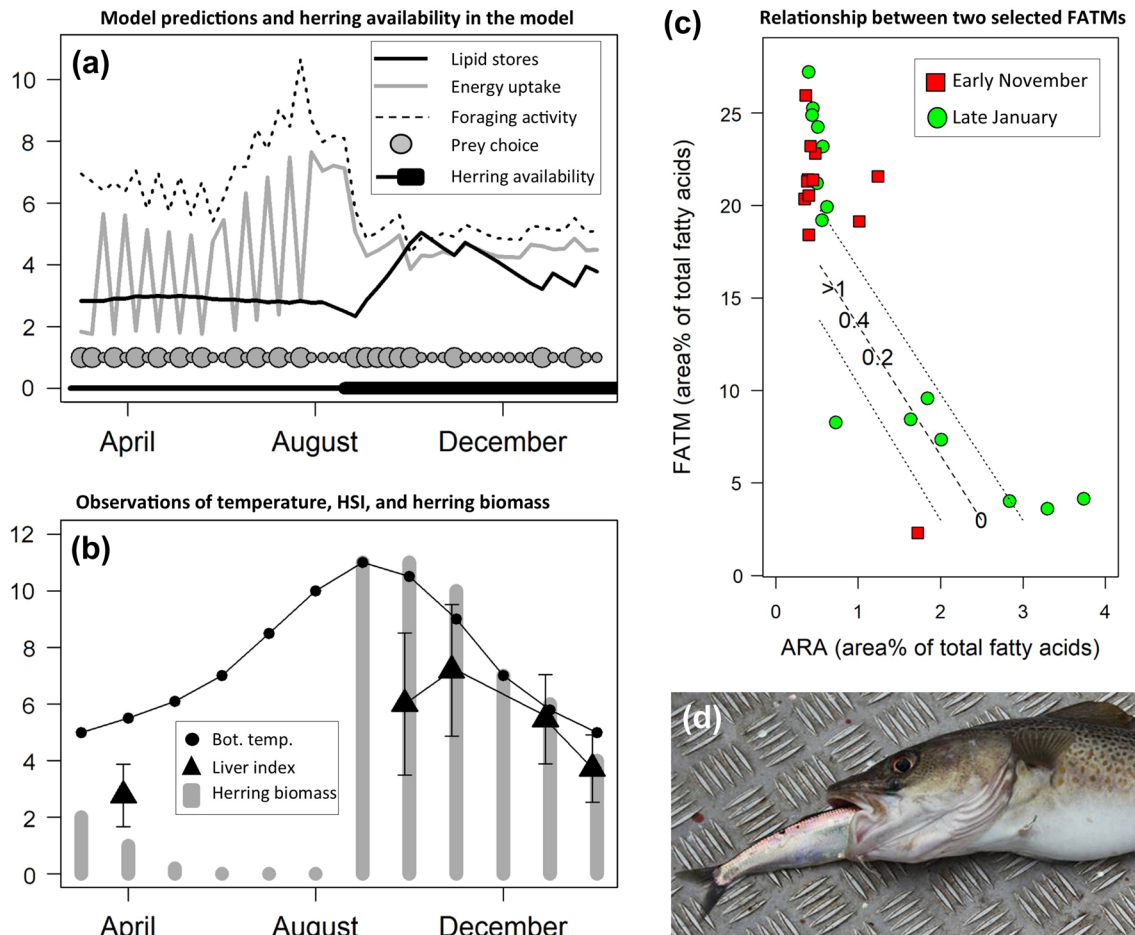 Model predictions and herring availability in the model
(a)
Lipid stores
Energy uptake
Foraging activity
Prey choice
Herring availability
10
8
6
4
2
0
April
August
December
Observations of temperature, HSI, and herring biomass
(b)
Bot. temp.
Liver index
Herring biomass
12
10
8
6
4
2
0
April
August
December
(c)
Relationship between two selected FATMs
Early November
Late January
FATM (area% of total fatty acids)
25
20
15
10
5
0
>1
0.4
0.2
0
0
1
2
3
4
ARA (area% of total fatty acids)
(d)